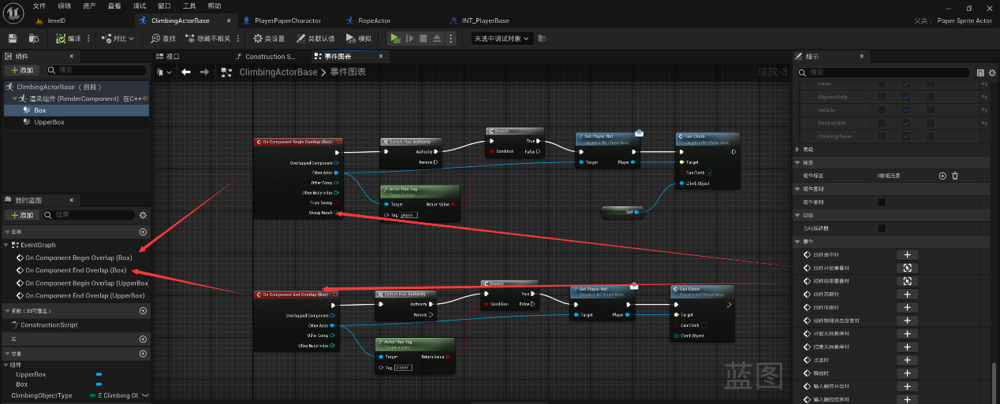 文件 编辑 资产 查看 调试 窗口 工具 帮助
level0
ClimbingActorBase
PlayerPaperCharactor
RopeActor
INT_PlayerBase
父类： Paper Sprite Actor
编译
对比
查找
隐藏不相关
类设置
类默认值
模拟
未选中调试对象
组件
添加
搜索
ClimbingActorBase （自我）
渲染组件 (RenderComponent) 在C++中
Box
UpperBox
我的蓝图
添加
搜索
图表
EventGraph
On Component Begin Overlap (Box)
On Component End Overlap (Box)
On Component Begin Overlap (UpperBox
On Component End Overlap (UpperBox)
函数（22可覆盖）
ConstructionScript
宏
变量
组件
UpperBox
Box
ClimbingObjectType
E Climbing Ol
视口
Construction S...
事件图表
ClimbingActorBase
事件图表
缩放-3
On Component Begin Overlap (Box)
Overlapped Component
Other Actor
Other Comp
Other Body Index
From Sweep
Sweep Result
Switch Has Authority
Authority
Remote
Actor Has Tag
Target is Actor
Target
Return Value
Tag player
Branch
True
Condition
False
Get Player Ref
Target is INT Player Base
Target
Player
Can Climb
Target is INT Player Base
Target
Can Climb
Climb Object
Self
On Component End Overlap (Box)
Overlapped Component
Other Actor
Other Comp
Other Body Index
Switch Has Authority
Authority
Remote
Actor Has Tag
Target is Actor
Target
Return Value
Tag player
Branch
True
Condition
False
Get Player Ref
Target is INT Player Base
Target
Player
Can Climb
Target is INT Player Base
Target
Can Climb
Climb Object
蓝图
细节
搜索
Pawn
PhysicsBody
Vehicle
Destructible
ClimbingPlayer
高级
标签
组件标签
0数组元素
组件复制
组件复制
烘焙
为纯编辑器
事件
组件命中时
组件开始重叠时
组件结束重叠时
组件苏醒时
组件休眠时
组件物理状态改变时
开始光标悬停时
结束光标悬停时
点击时
释放时
输入触控开始时
输入触控结束时